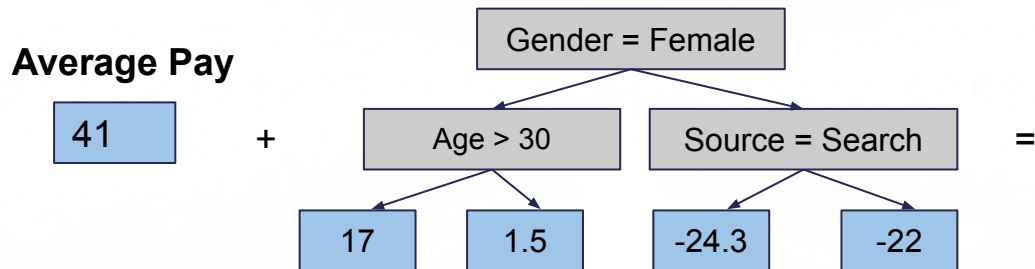 Gender = Female
Average Pay
41
+
Age > 30
Source = Search
=
17
1.5
-24.3
-22